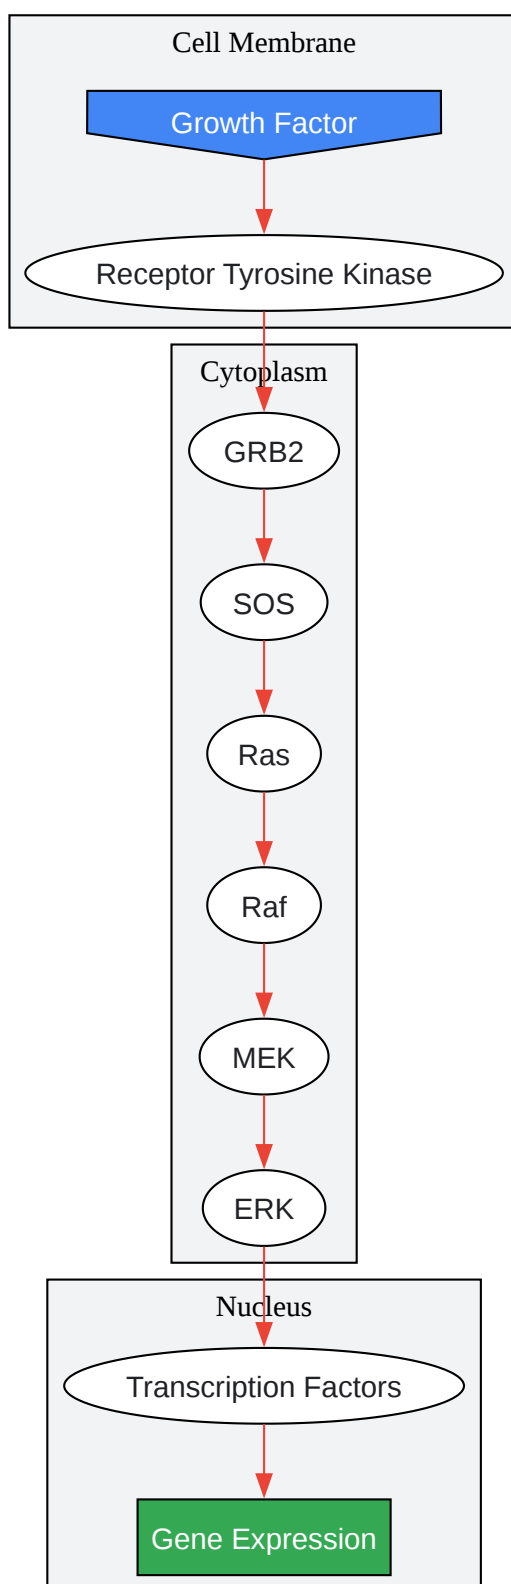 Cell Membrane
Growth Factor
Receptor Tyrosine Kinase
Cytoplasm
GRB2
SOS
Ras
Raf
MEK
ERK
Nucleus
Transcription Factors
Gene Expression